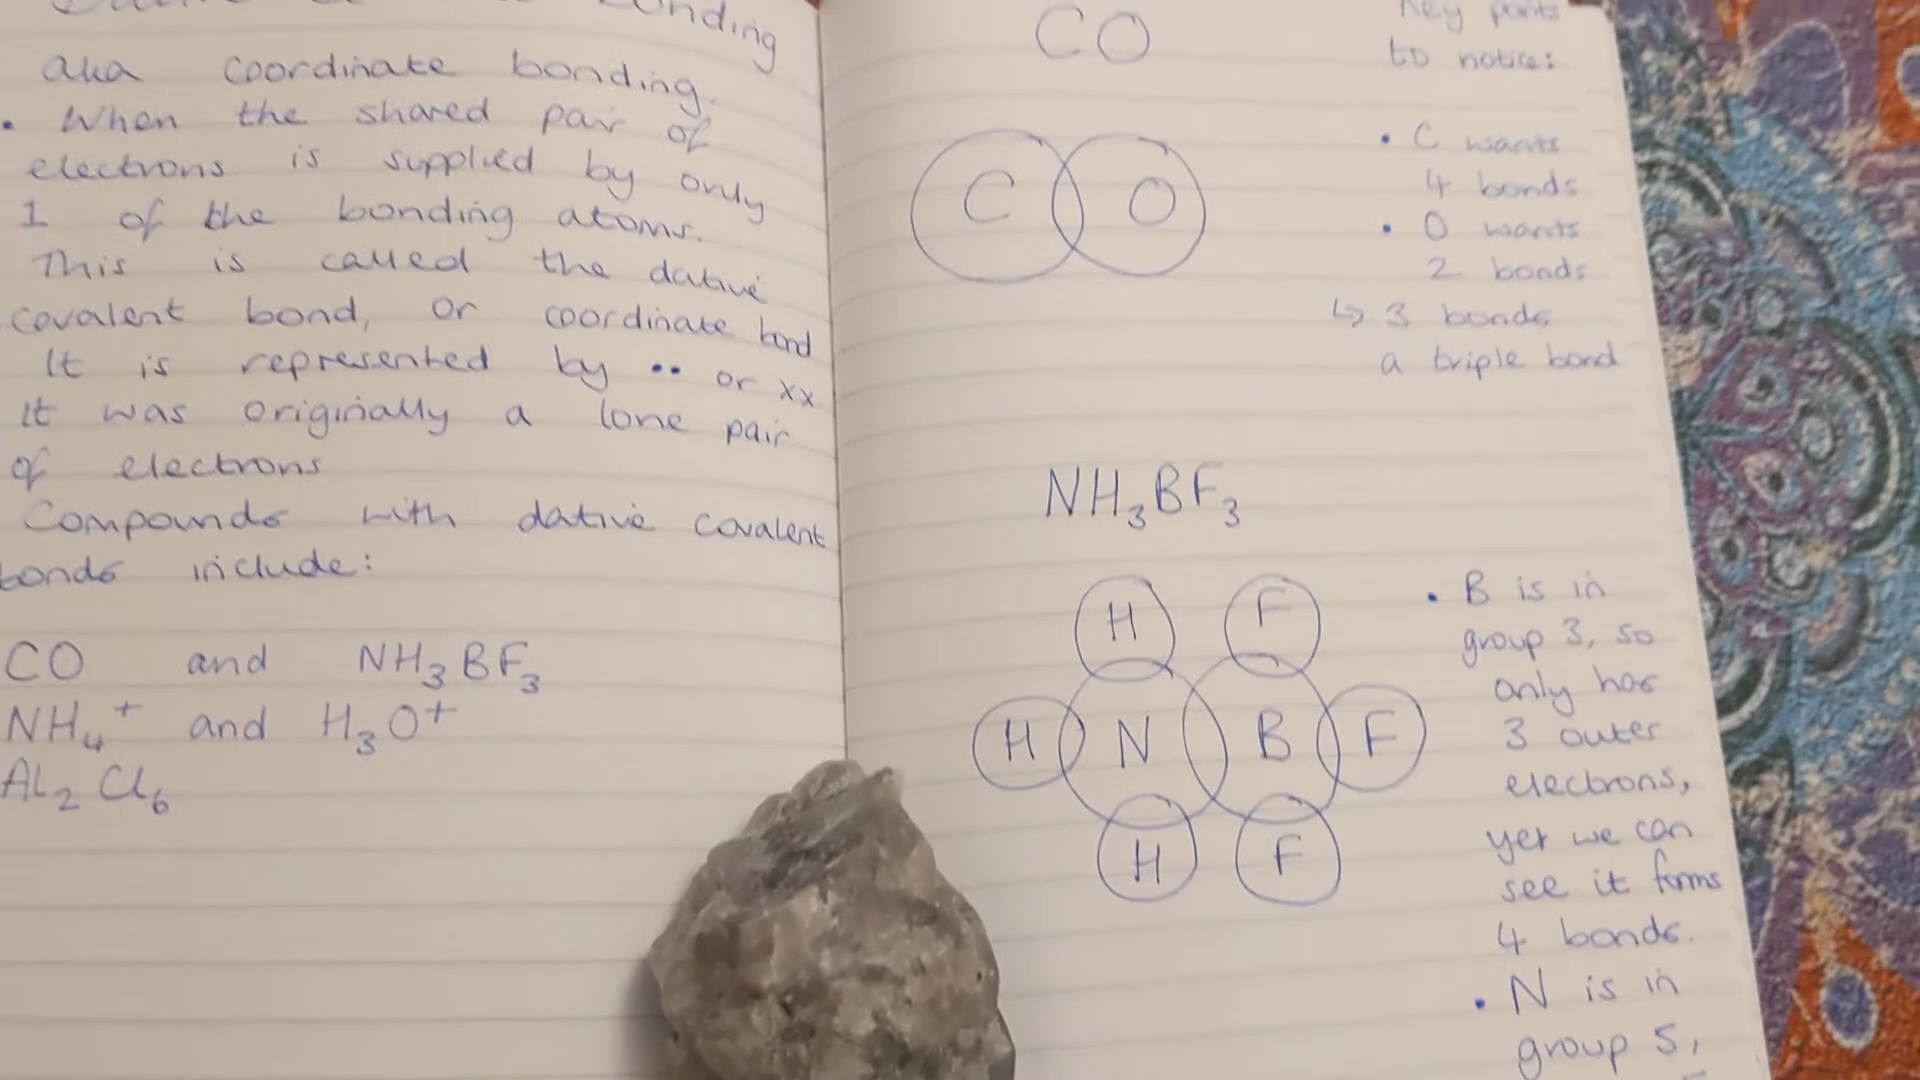 bonding
aka coordinate bonding.
• When the shared pair of
electrons is supplied by only
1 of the bonding atoms.
This is called the dative
covalent bond, or coordinate bond
It is represented by •• or xx
It was originally a lone pair
of electrons
Compounds with dative covalent
bonds include:
CO and NH3BF3
NH4+ and H3O+
Al2Cl6
CO
C O
Key points
to notice:
• C wants
4 bonds
• O wants
2 bonds
↳ 3 bonds
a triple bond
NH3BF3
H F
H N B F
H F
• B is in
group 3, so
only has
3 outer
electrons,
yet we can
see it forms
4 bonds.
• N is in
group 5,